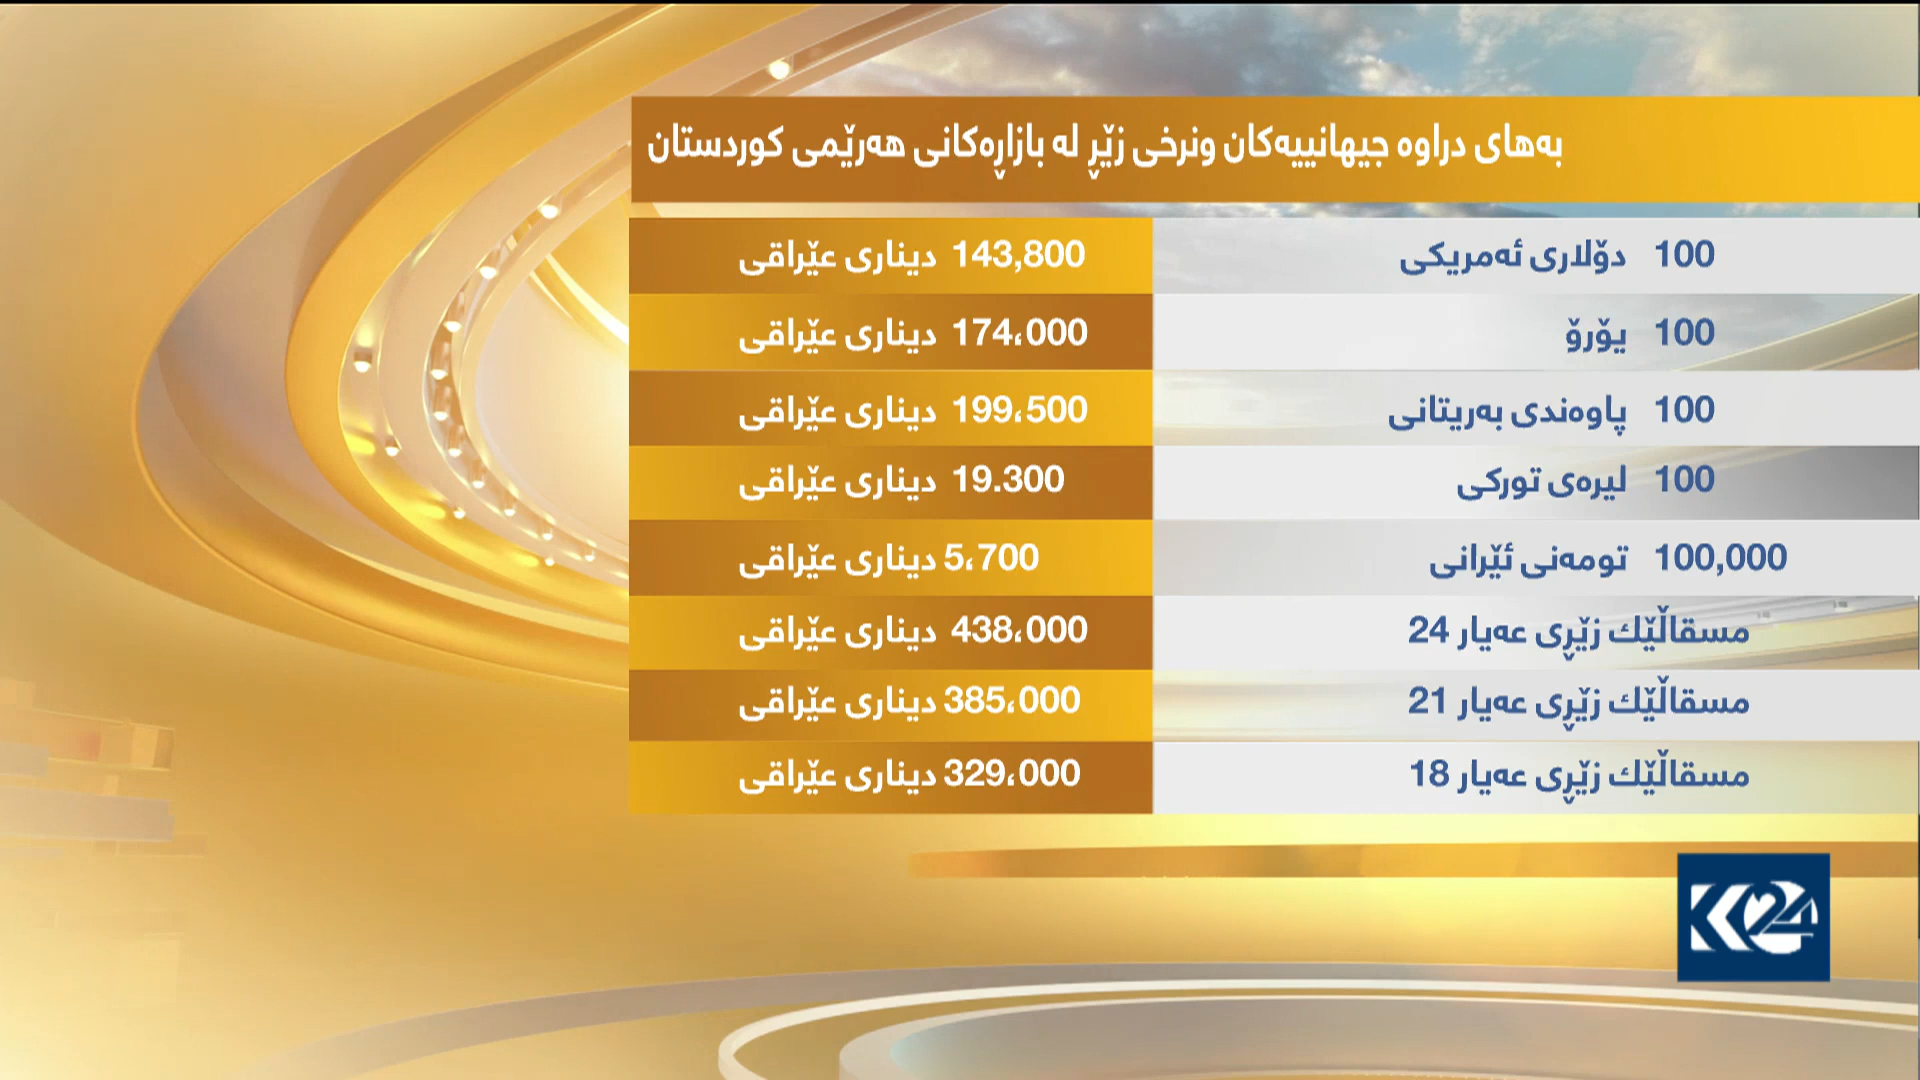 بەهای دراوە جیهانییەکان ونرخی زێڕ لە بازاڕەکانی هەرێمی کوردستان
100 دۆلاری ئەمریکی 143,800 دیناری عێراقی
100 یۆرۆ 174،000 دیناری عێراقی
100 پاوەندی بەریتانی 199،500 دیناری عێراقی
100 لیرەی تورکی 19.300 دیناری عێراقی
100,000 تومەنی ئێرانی 5،700 دیناری عێراقی
مسقاڵێك زێڕی عەیار 24 438،000 دیناری عێراقی
مسقاڵێك زێڕی عەیار 21 385،000 دیناری عێراقی
مسقاڵێك زێڕی عەیار 18 329،000 دیناری عێراقی
K24